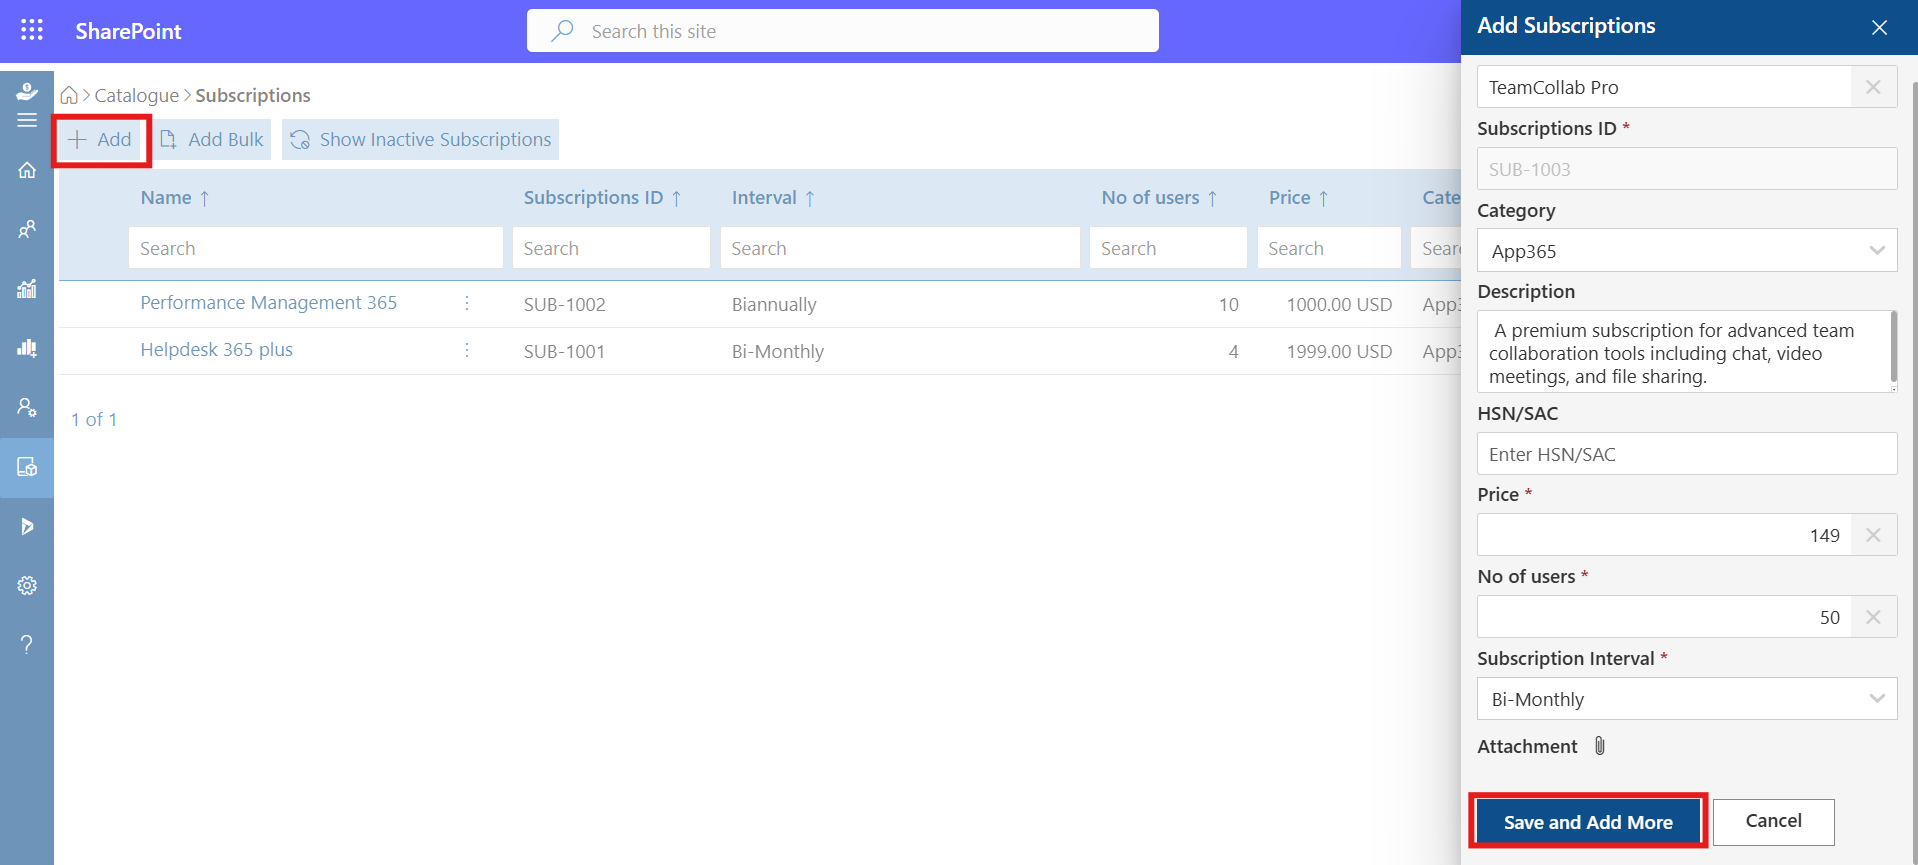 SharePoint
Search this site
Catalogue > Subscriptions
Add
Add Bulk
Show Inactive Subscriptions
Name ↑ Subscriptions ID ↑ Interval ↑ No of users ↑ Price ↑ Cate
Search Search Search Search Search Sear
Performance Management 365 SUB-1002 Biannually 10 1000.00 USD App3
Helpdesk 365 plus SUB-1001 Bi-Monthly 4 1999.00 USD App3
1 of 1
Add Subscriptions
TeamCollab Pro
Subscriptions ID *
SUB-1003
Category
App365
Description
A premium subscription for advanced team
collaboration tools including chat, video
meetings, and file sharing.
HSN/SAC
Enter HSN/SAC
Price *
149
No of users *
50
Subscription Interval *
Bi-Monthly
Attachment
Save and Add More
Cancel